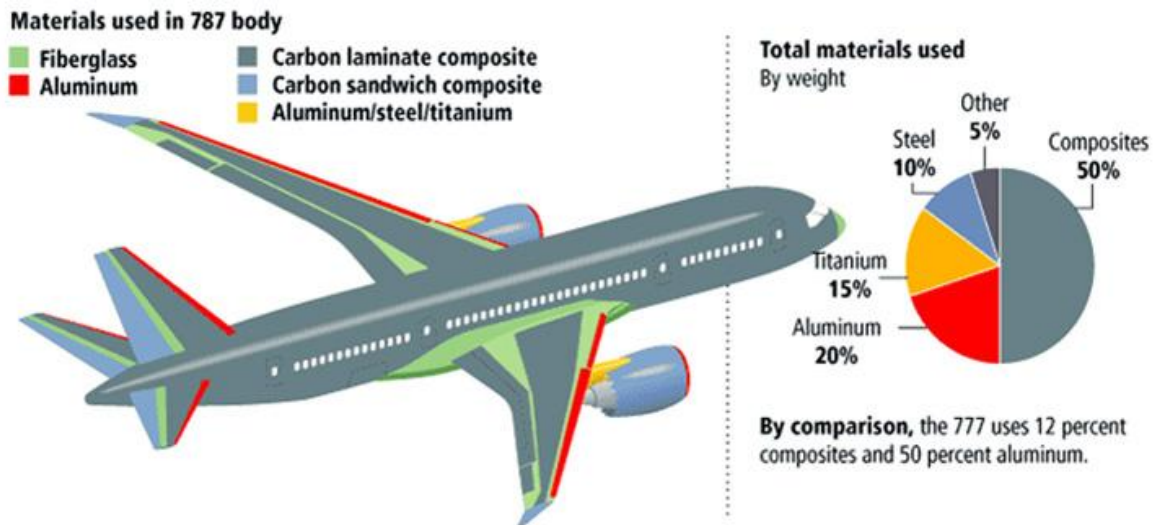 Materials used in 787 body
Fiberglass
Aluminum
Carbon laminate composite
Carbon sandwich composite
Aluminum/steel/titanium
Total materials used
By weight
Other
5%
Steel
10%
Composites
50%
Titanium
15%
Aluminum
20%
By comparison, the 777 uses 12 percent
composites and 50 percent aluminum.